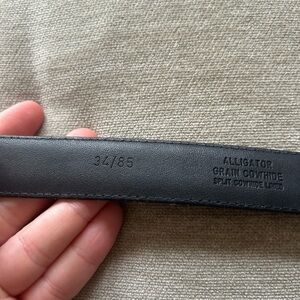 34/85
ALLIGATOR
GRAIN COWHIDE
SPLIT COWHIDE LINED